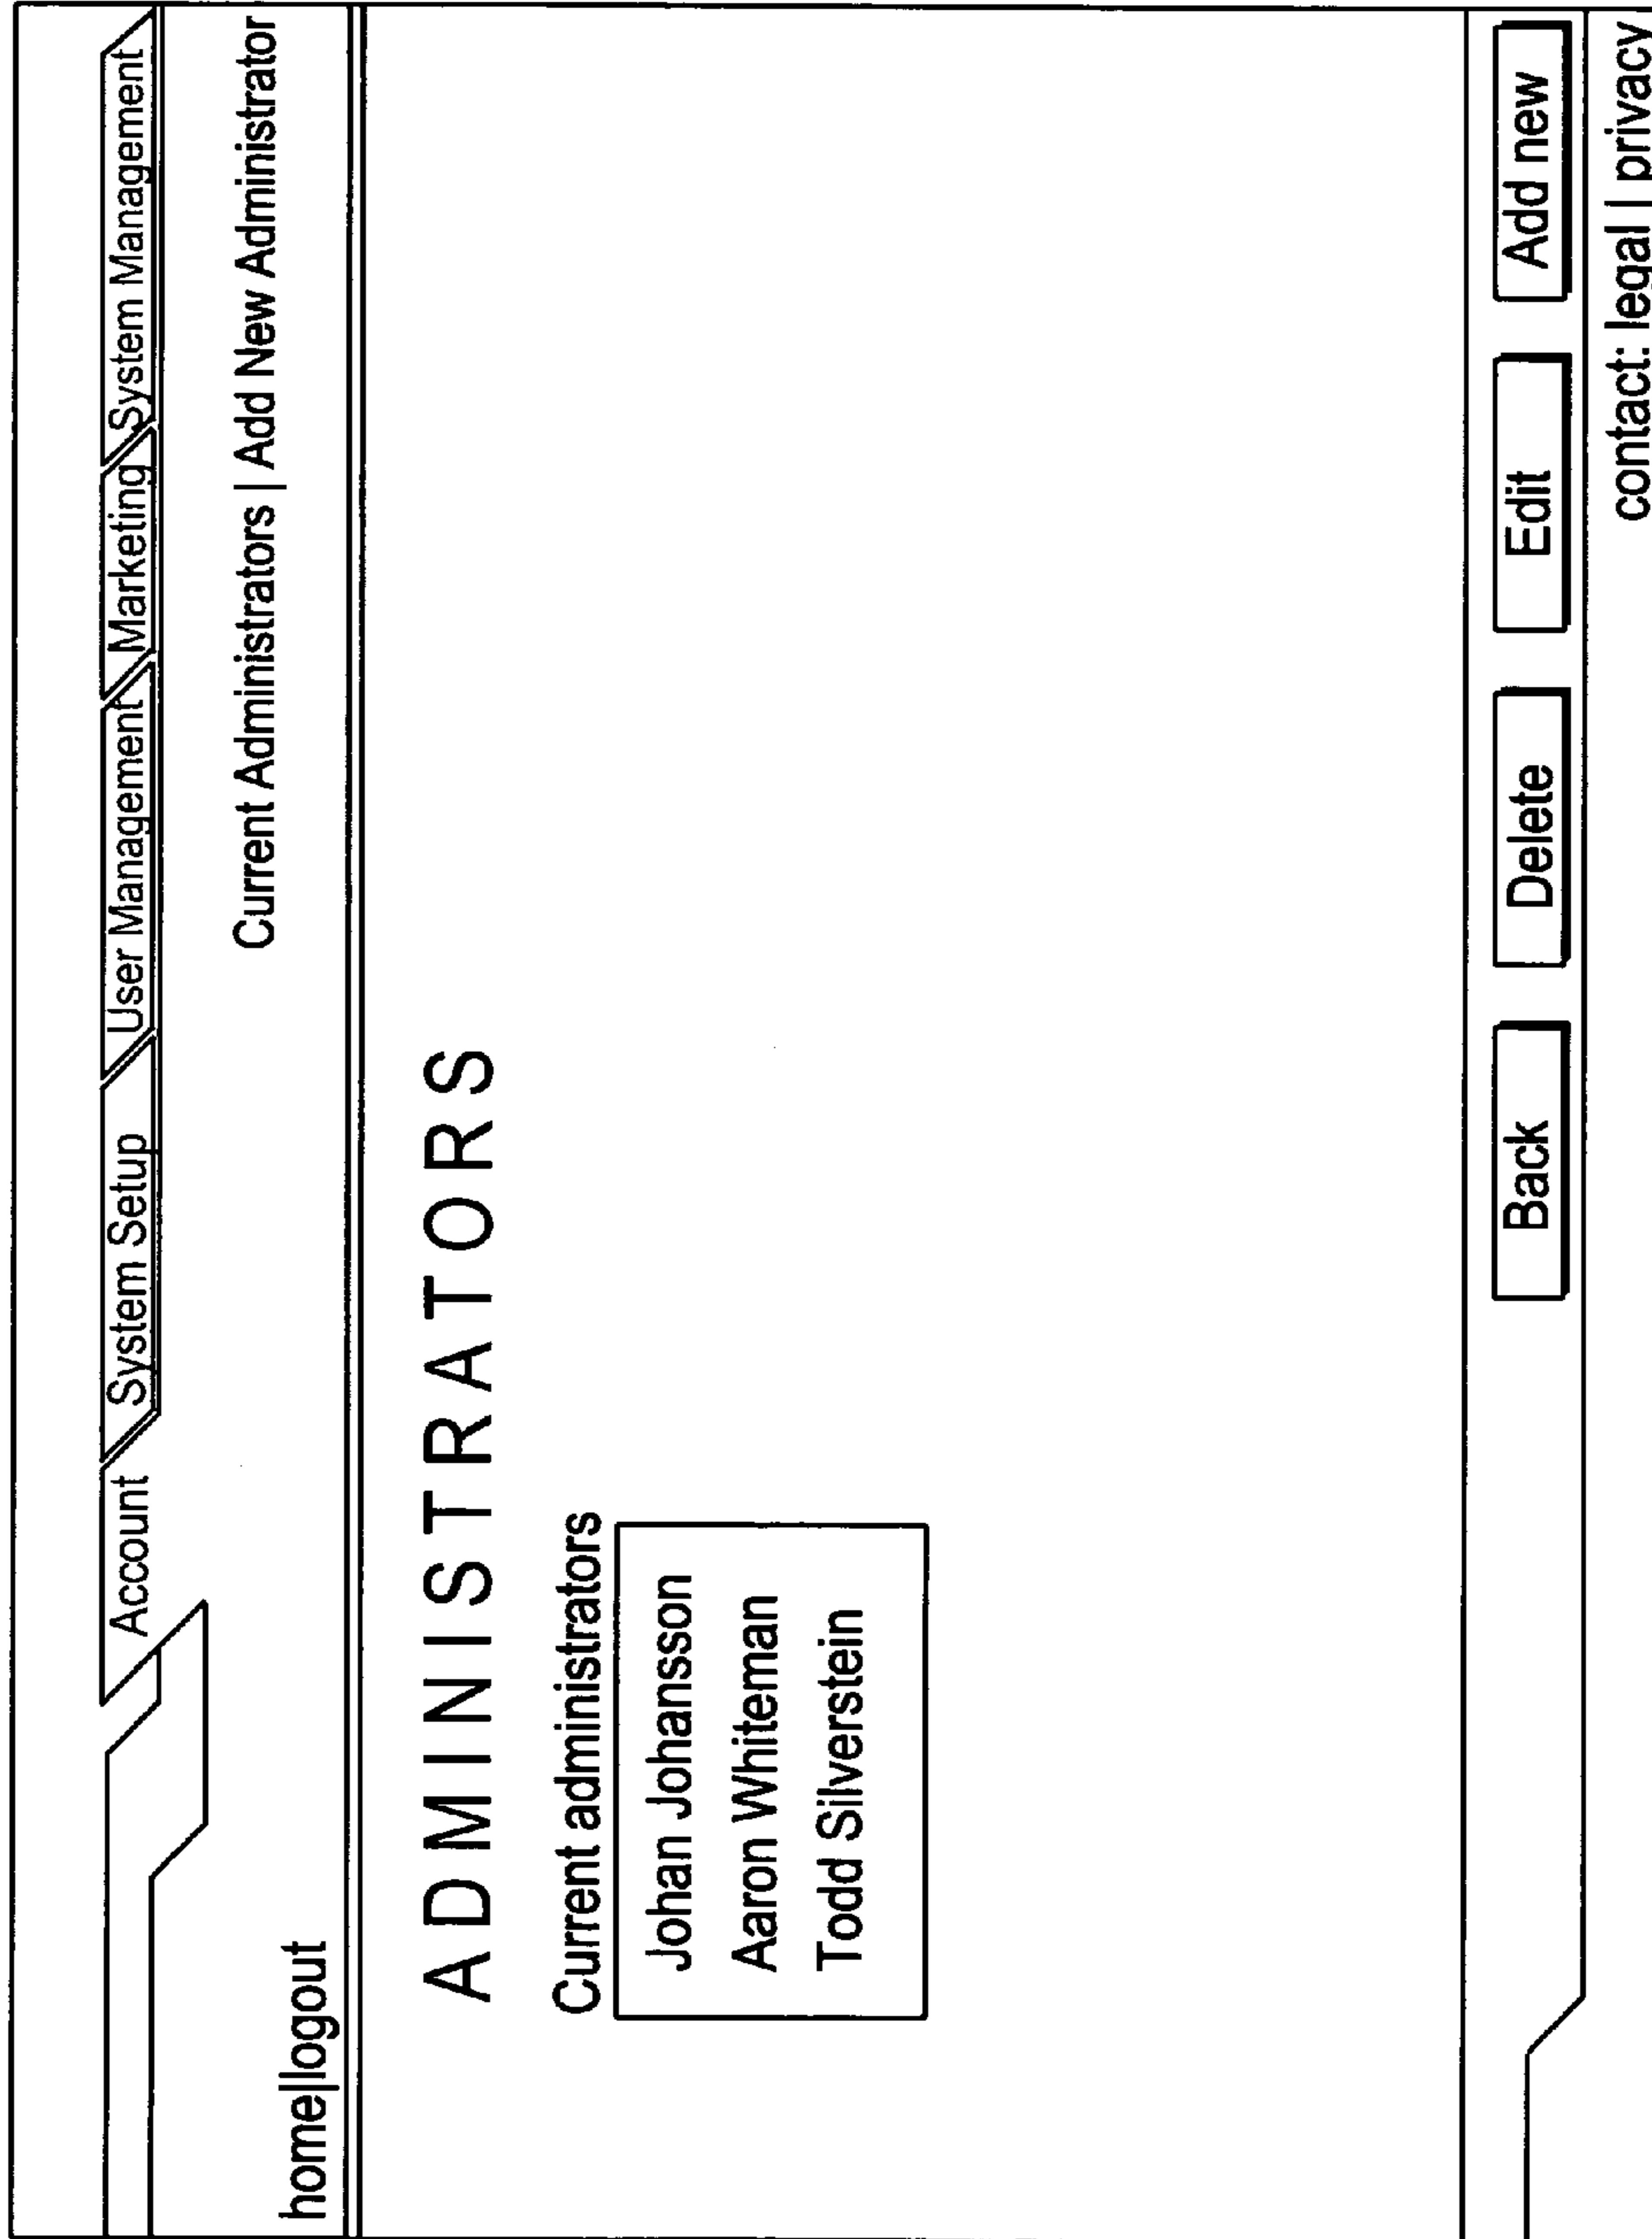 Account System Setup User Management Marketing System Management
Current Administrators | Add New Administrator
home|logout
ADMINISTRATORS
Current administrators
Johan Johansson
Aaron Whiteman
Todd Silverstein
Back Delete Edit Add new
contact: legal | privacy